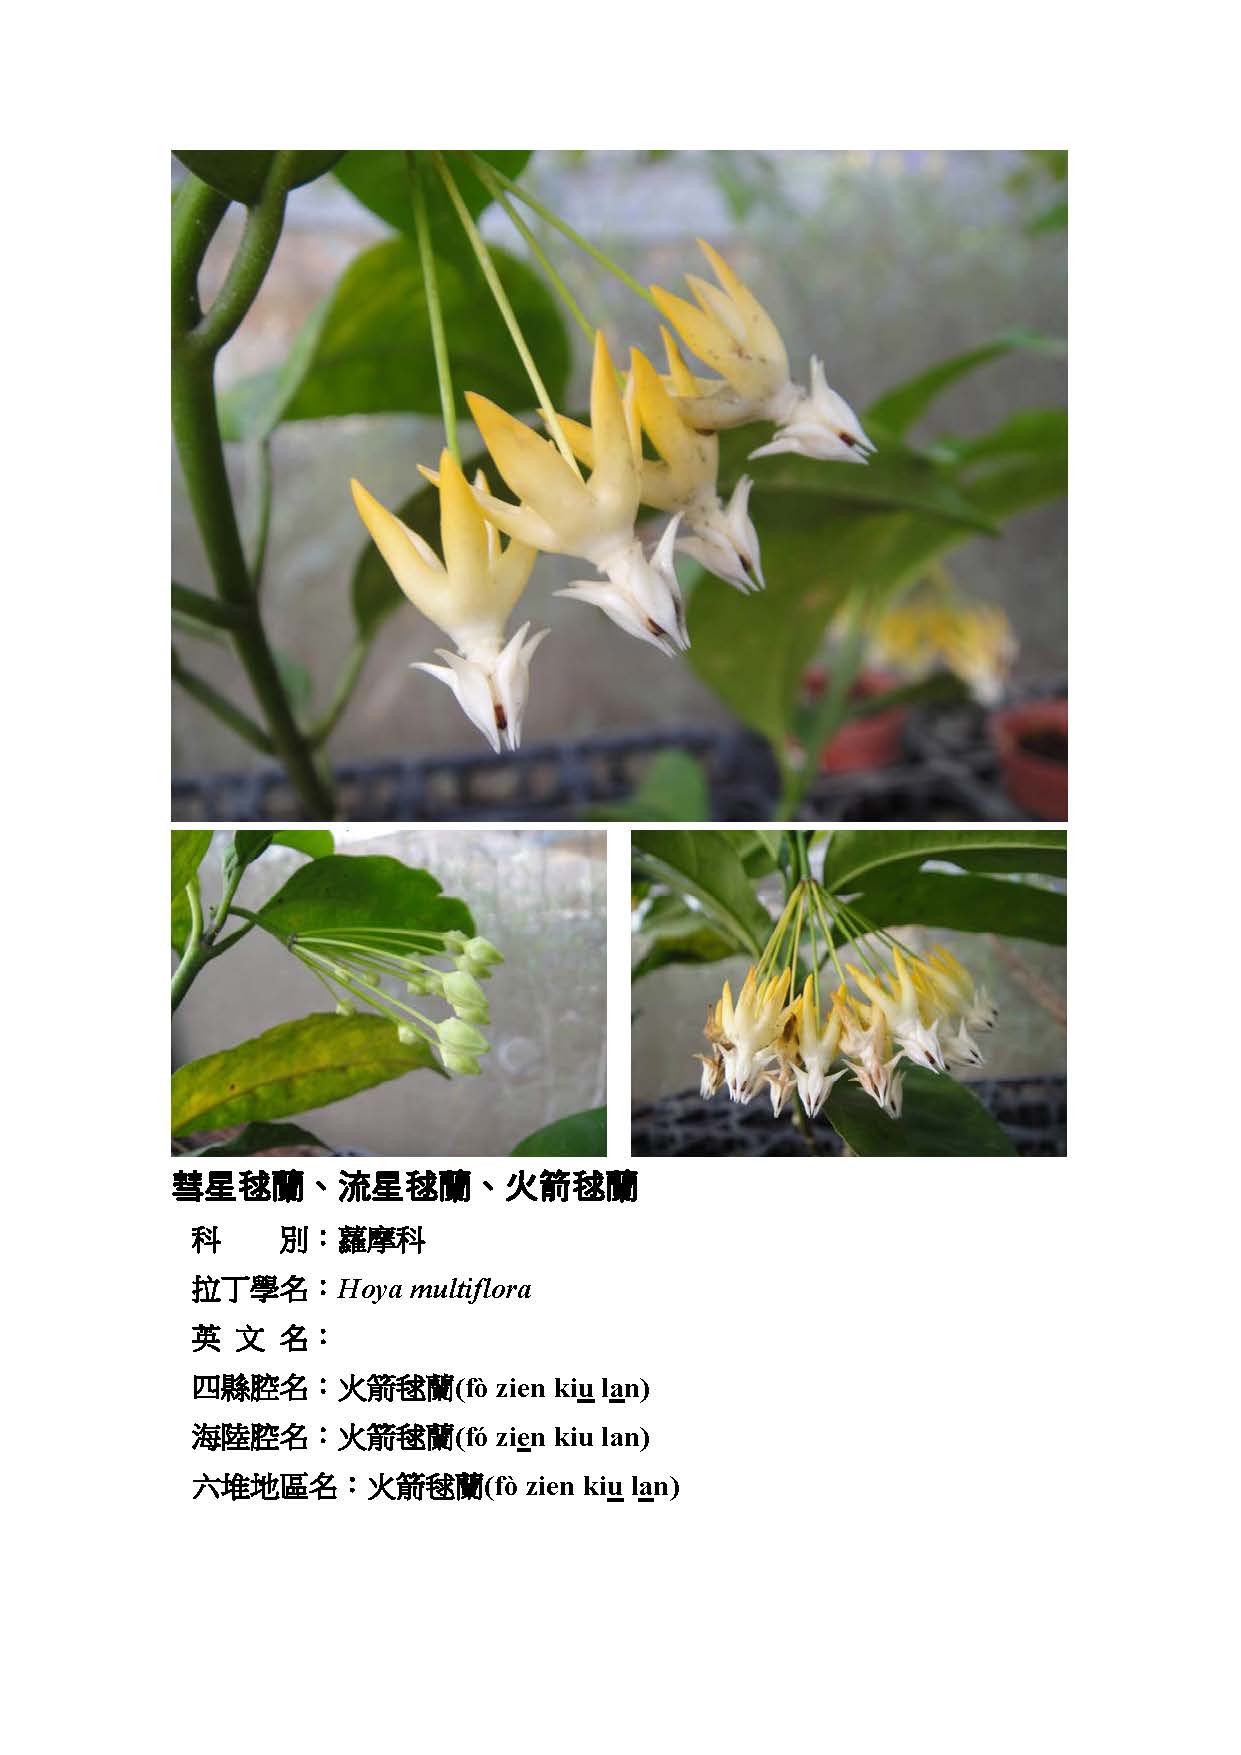 彗星毬蘭、流星毬蘭、火箭毬蘭
科　　別：蘿摩科
拉丁學名：Hoya multiflora
英 文 名：
四縣腔名：火箭毬蘭(fò zien kiu lan)
海陸腔名：火箭毬蘭(fó zien kiu lan)
六堆地區名：火箭毬蘭(fò zien kiu lan)